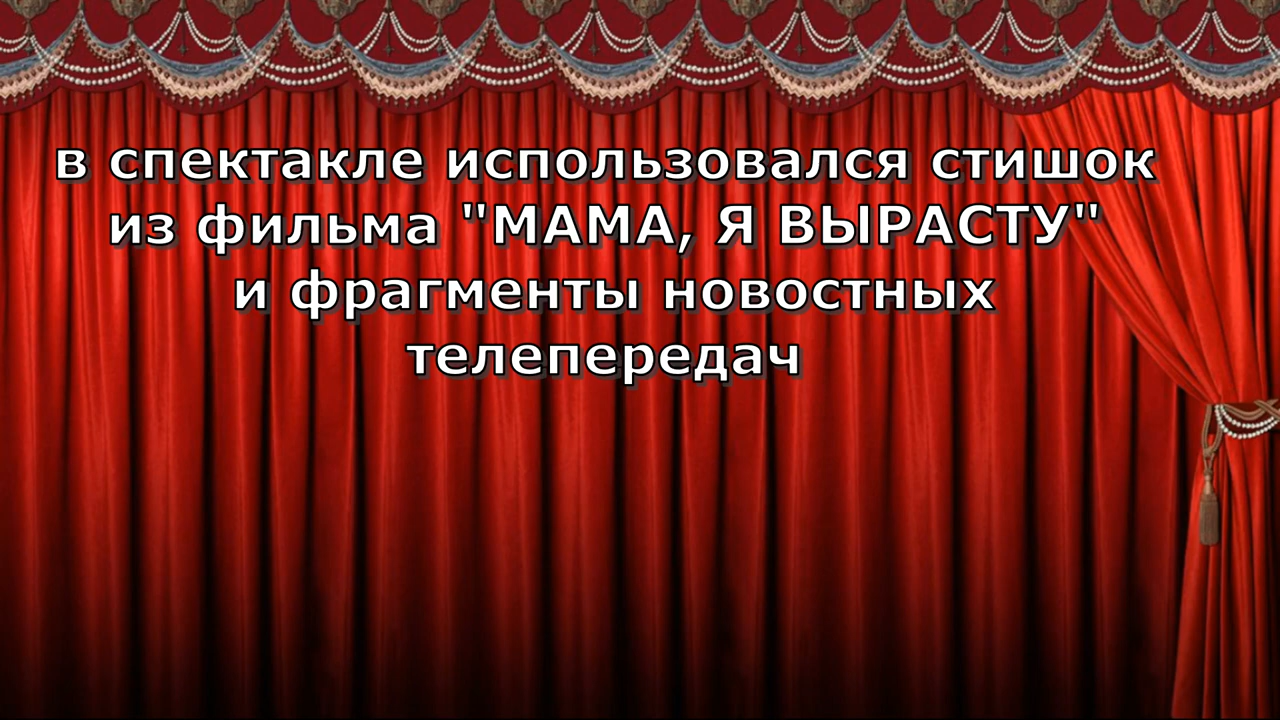 в спектакле использовался стишок
из фильма "МАМА, Я ВЫРАСТУ"
и фрагменты новостных
телепередач